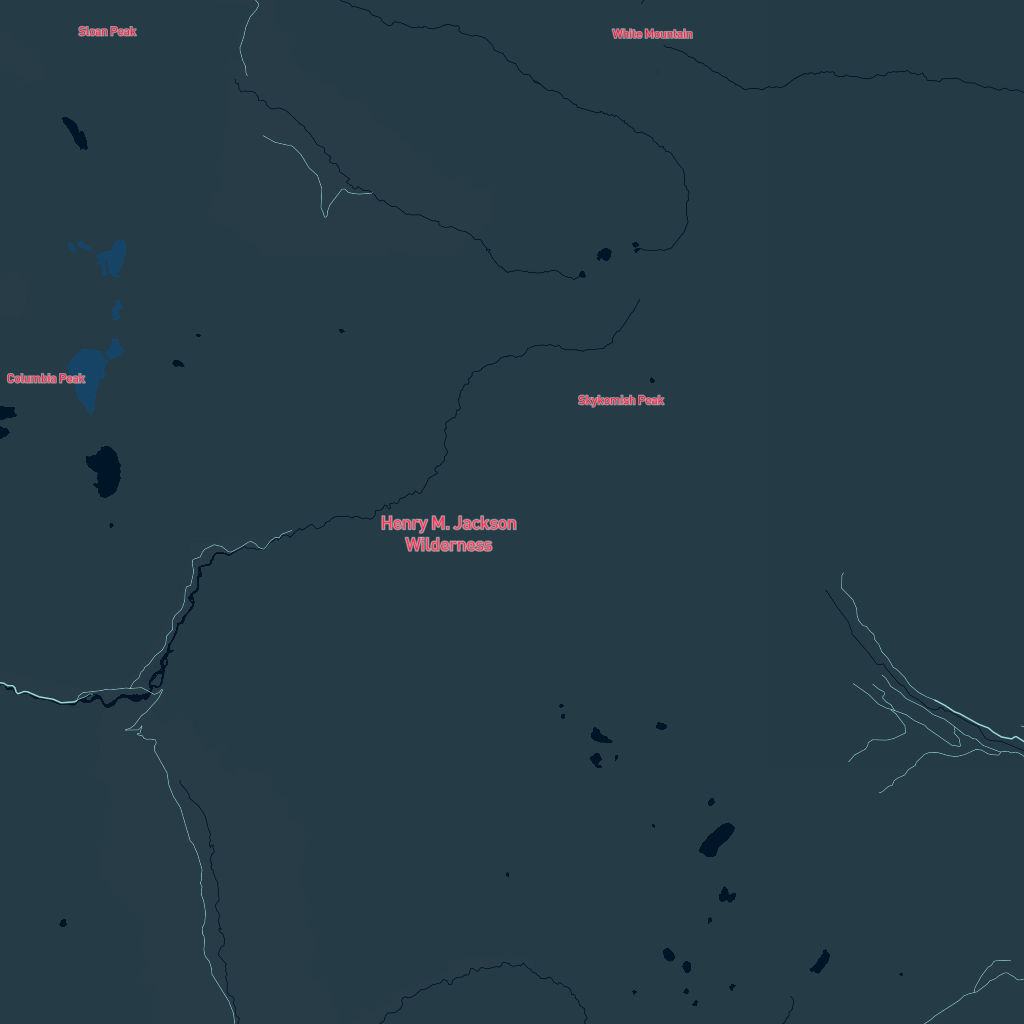 Sloan Peak
White Mountain
Columbia Peak
Skykomish Peak
Henry M. Jackson
Wilderness